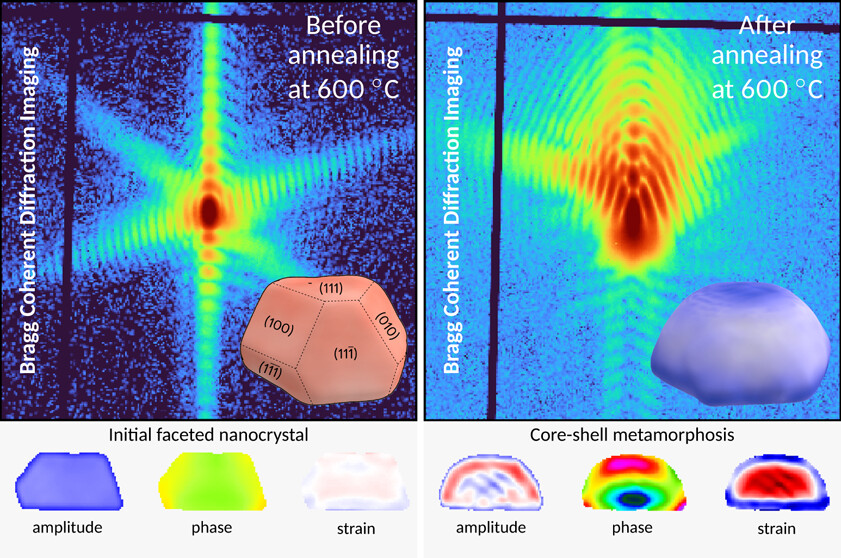 Before
annealing
at 600 °C
Bragg Coherent Diffraction Imaging
(111)
(100)
(010)
(111̅)
Initial faceted nanocrystal
amplitude
phase
strain
After
annealing
at 600 °C
Bragg Coherent Diffraction Imaging
Core-shell metamorphosis
amplitude
phase
strain